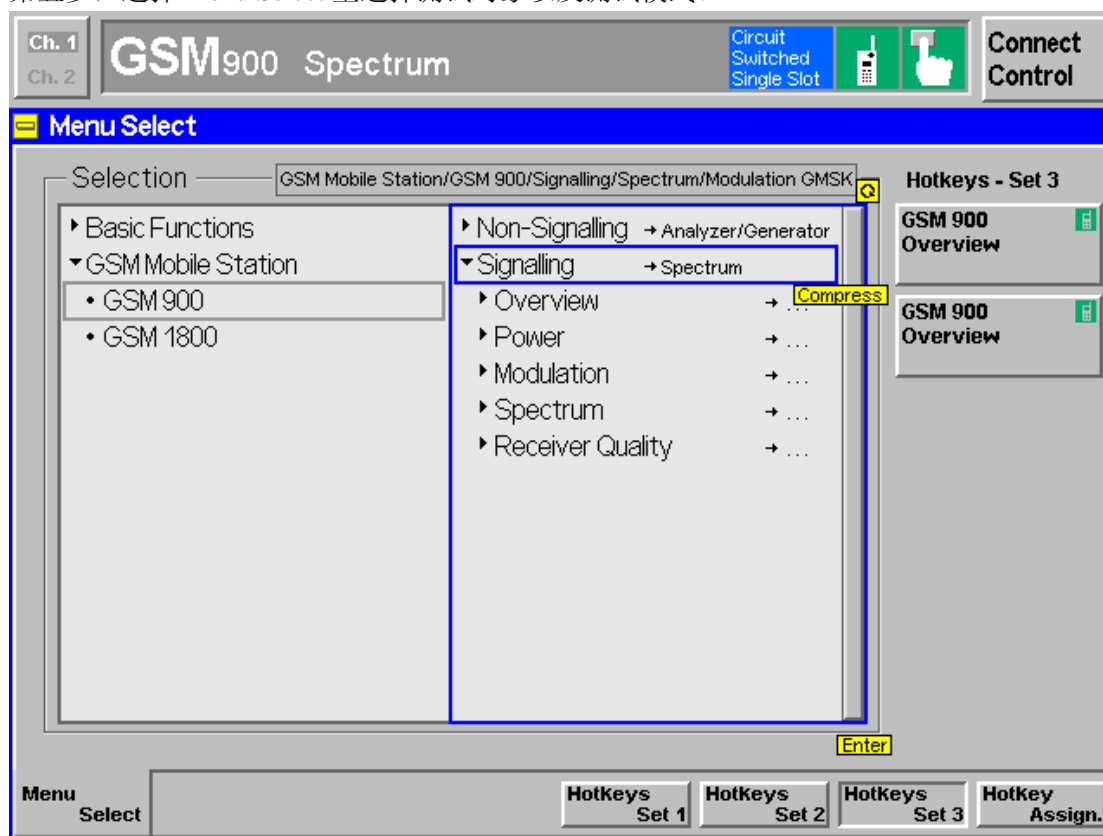 Ch. 1
Ch. 2
GSM900 Spectrum
Circuit
Switched
Single Slot
Connect
Control
Menu Select
Selection
GSM Mobile Station/GSM 900/Signalling/Spectrum/Modulation GMSK
Basic Functions
GSM Mobile Station
• GSM 900
• GSM 1800
Non-Signalling → Analyzer/Generator
Signalling → Spectrum
Compress
Overview → ...
Power → ...
Modulation → ...
Spectrum → ...
Receiver Quality → ...
Enter
Hotkeys - Set 3
GSM 900
Overview
GSM 900
Overview
Menu
Select
Hotkeys
Set 1
Hotkeys
Set 2
Hotkeys
Set 3
Hotkey
Assign.